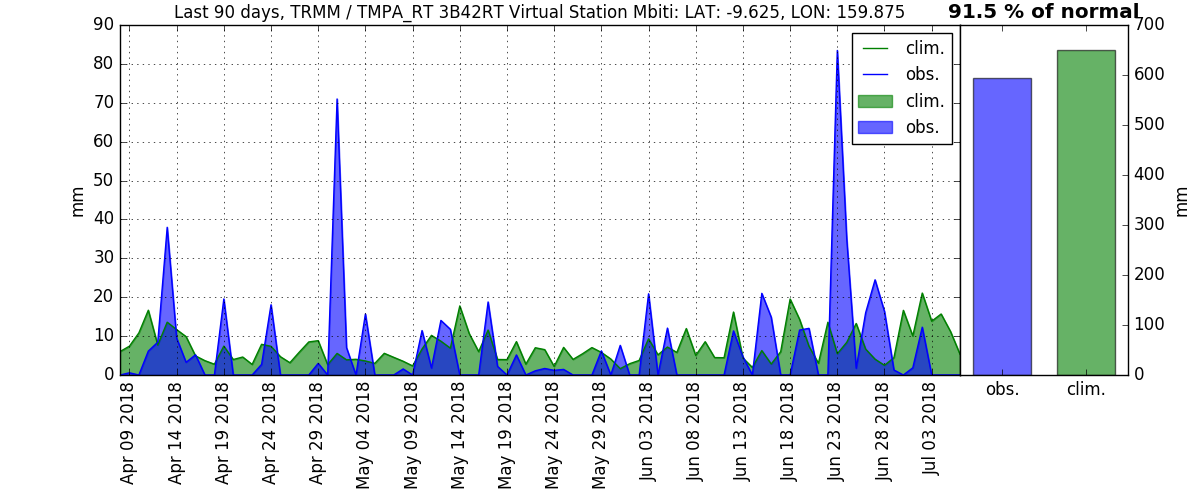 Last 90 days, TRMM / TMPA_RT 3B42RT Virtual Station Mbiti: LAT: -9.625, LON: 159.875
91.5 % of normal
90
80
70
60
50
40
30
20
10
0
mm
clim.
obs.
clim.
obs.
700
600
500
400
300
200
100
0
mm
Apr 09 2018
Apr 14 2018
Apr 19 2018
Apr 24 2018
Apr 29 2018
May 04 2018
May 09 2018
May 14 2018
May 19 2018
May 24 2018
May 29 2018
Jun 03 2018
Jun 08 2018
Jun 13 2018
Jun 18 2018
Jun 23 2018
Jun 28 2018
Jul 03 2018
obs.
clim.